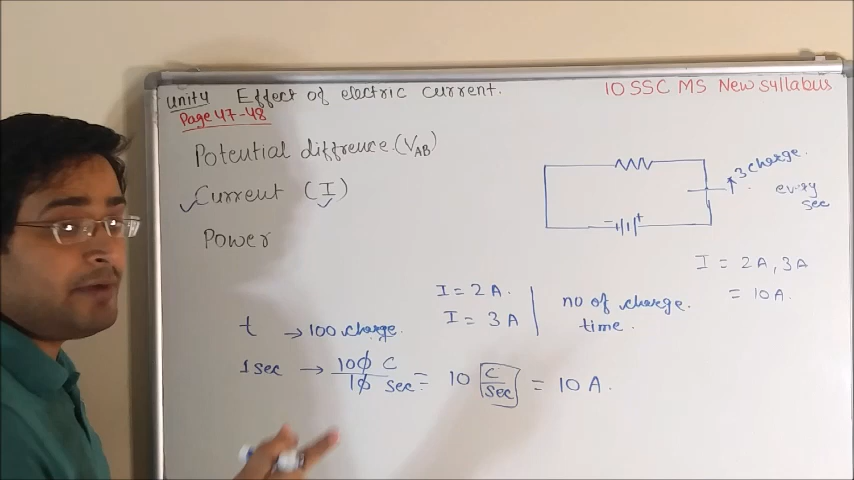 unit4 Effect of electric current.
10 SSC MS New syllabus
Page 47-48
Potential diffrence. (VAB)
Current (I)
Power
3 charge.
every
sec
I = 2A, 3A
= 10A.
I = 2 A.
I = 3 A
no of charge.
time.
t → 100 charge.
1 sec → 100 C / 10 sec = 10 C / sec = 10 A.